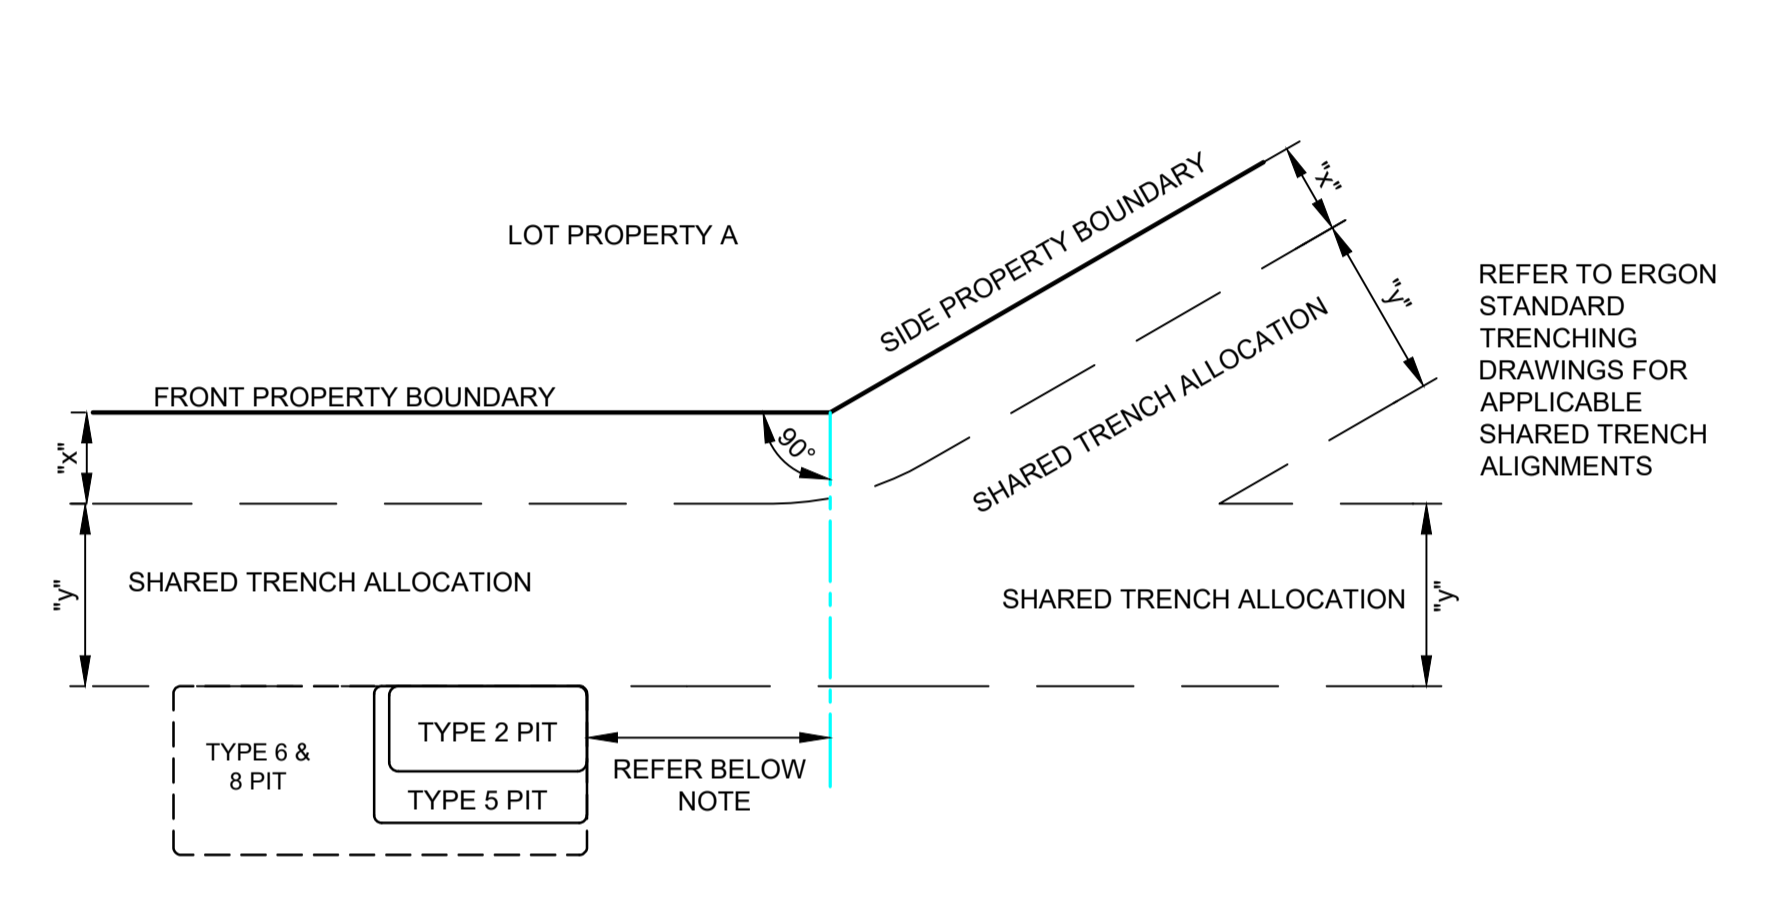 LOT PROPERTY A
SIDE PROPERTY BOUNDARY
"x"
"y"
REFER TO ERGON
STANDARD
TRENCHING
DRAWINGS FOR
APPLICABLE
SHARED TRENCH
ALIGNMENTS
FRONT PROPERTY BOUNDARY
90°
"x"
SHARED TRENCH ALLOCATION
SHARED TRENCH ALLOCATION
"y"
SHARED TRENCH ALLOCATION
"y"
TYPE 2 PIT
TYPE 6 &
8 PIT
TYPE 5 PIT
REFER BELOW
NOTE